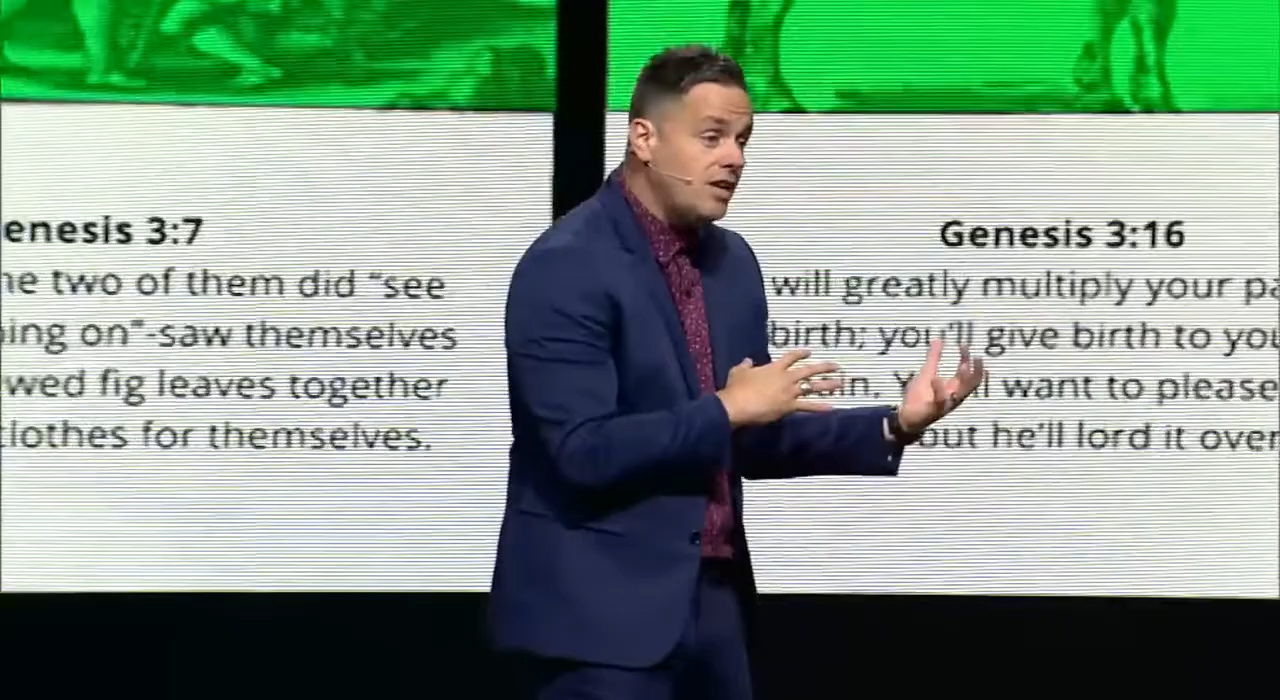 enesis 3:7
he two of them did “see
ing on”-saw themselves
wed fig leaves together
clothes for themselves.
Genesis 3:16
will greatly multiply your pa
birth; you'll give birth to you
want to please
but he'll lord it over